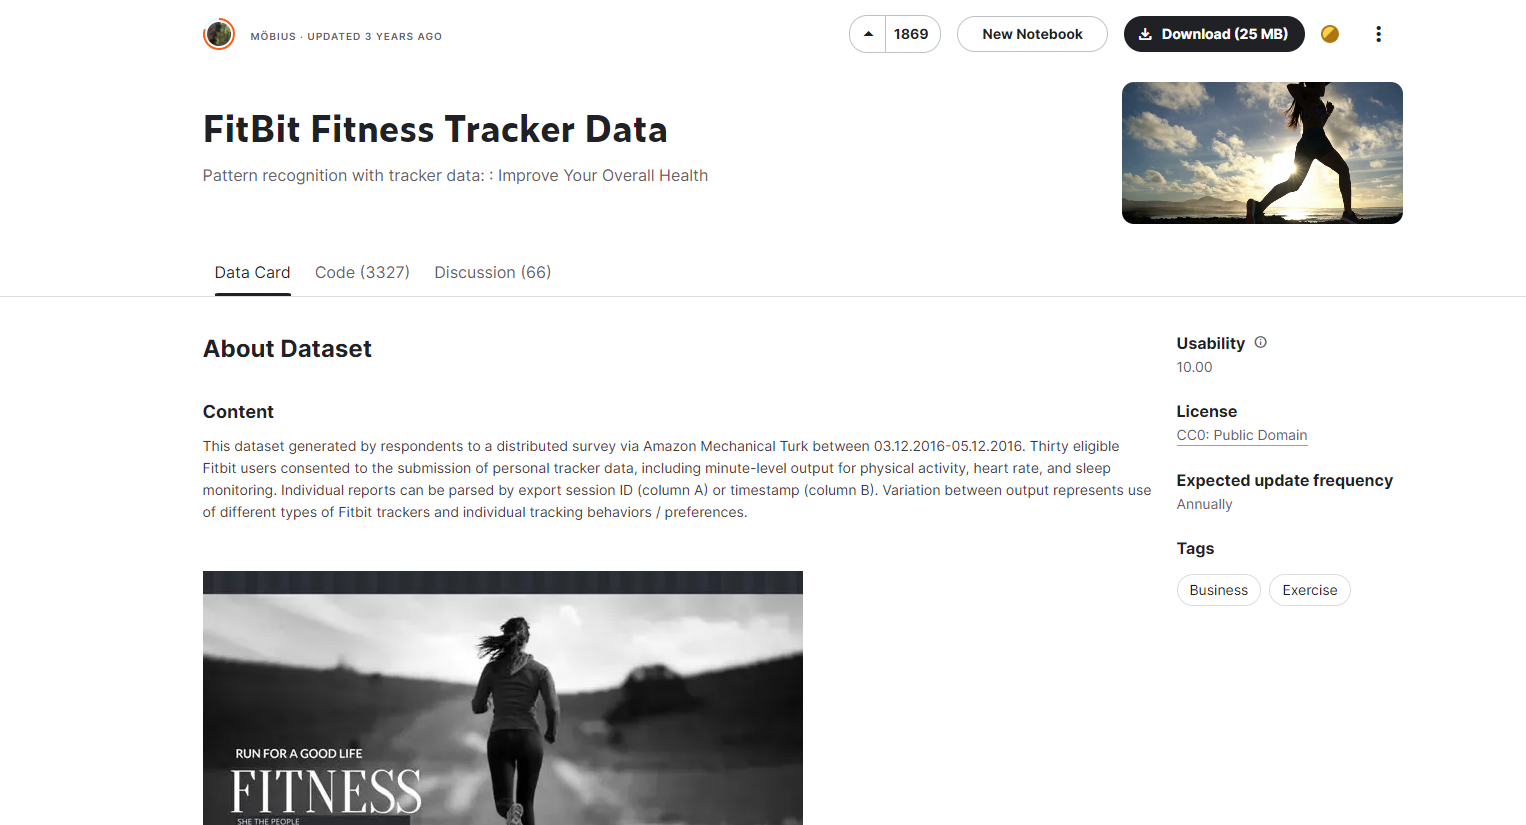 MÖBIUS · UPDATED 3 YEARS AGO
1869
New Notebook
Download (25 MB)
FitBit Fitness Tracker Data
Pattern recognition with tracker data: : Improve Your Overall Health
Data Card
Code (3327)
Discussion (66)
About Dataset
Content
This dataset generated by respondents to a distributed survey via Amazon Mechanical Turk between 03.12.2016-05.12.2016. Thirty eligible
Fitbit users consented to the submission of personal tracker data, including minute-level output for physical activity, heart rate, and sleep
monitoring. Individual reports can be parsed by export session ID (column A) or timestamp (column B). Variation between output represents use
of different types of Fitbit trackers and individual tracking behaviors / preferences.
RUN FOR A GOOD LIFE
FITNESS
SHE THE PEOPLE
Usability
10.00
License
CC0: Public Domain
Expected update frequency
Annually
Tags
Business
Exercise